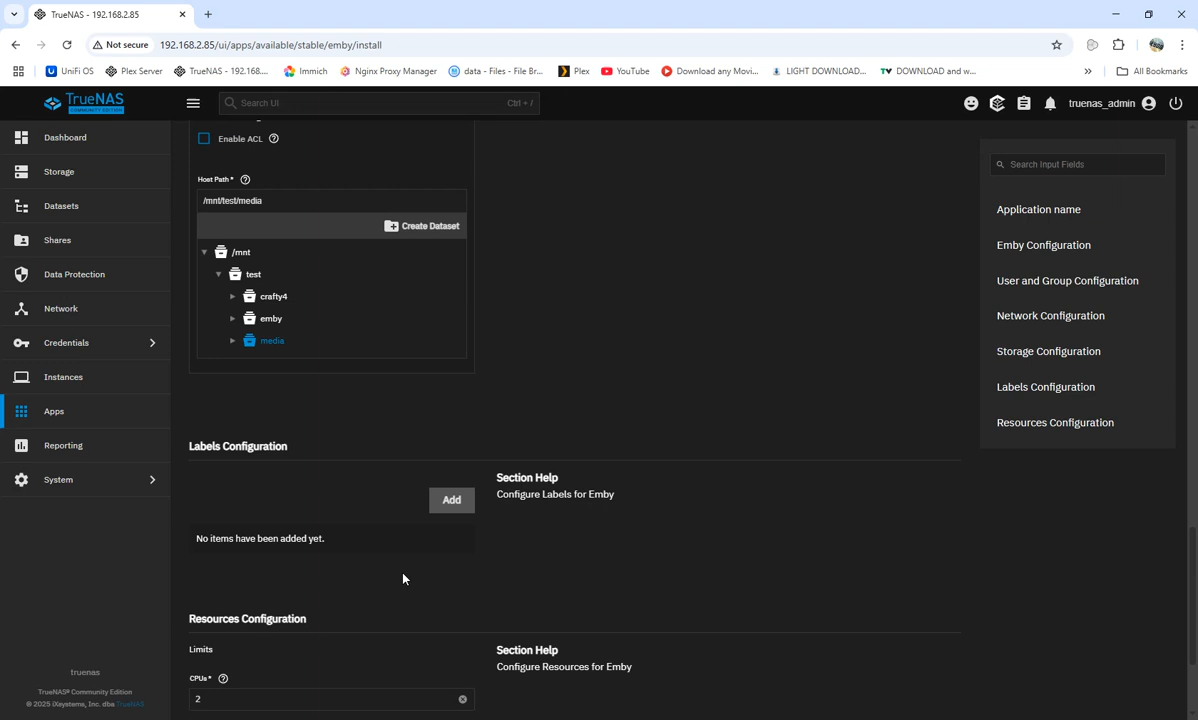 TrueNAS - 192.168.2.85
Not secure
192.168.2.85/ui/apps/available/stable/emby/install
UniFi OS
Plex Server
TrueNAS - 192.168....
Immich
Nginx Proxy Manager
data - Files - File Br...
Plex
YouTube
Download any Movi...
LIGHT DOWNLOAD...
DOWNLOAD and w...
»
All Bookmarks
TrueNAS
COMMUNITY EDITION
Search UI
Ctrl + /
truenas_admin
Dashboard
Storage
Datasets
Shares
Data Protection
Network
Credentials
Instances
Apps
Reporting
System
truenas
TrueNAS® Community Edition
© 2025 iXsystems, Inc. dba TrueNAS
Enable ACL
Host Path *
/mnt/test/media
Create Dataset
/mnt
test
crafty4
emby
media
Labels Configuration
Add
Section Help
Configure Labels for Emby
No items have been added yet.
Resources Configuration
Limits
Section Help
Configure Resources for Emby
CPUs *
2
Search Input Fields
Application name
Emby Configuration
User and Group Configuration
Network Configuration
Storage Configuration
Labels Configuration
Resources Configuration